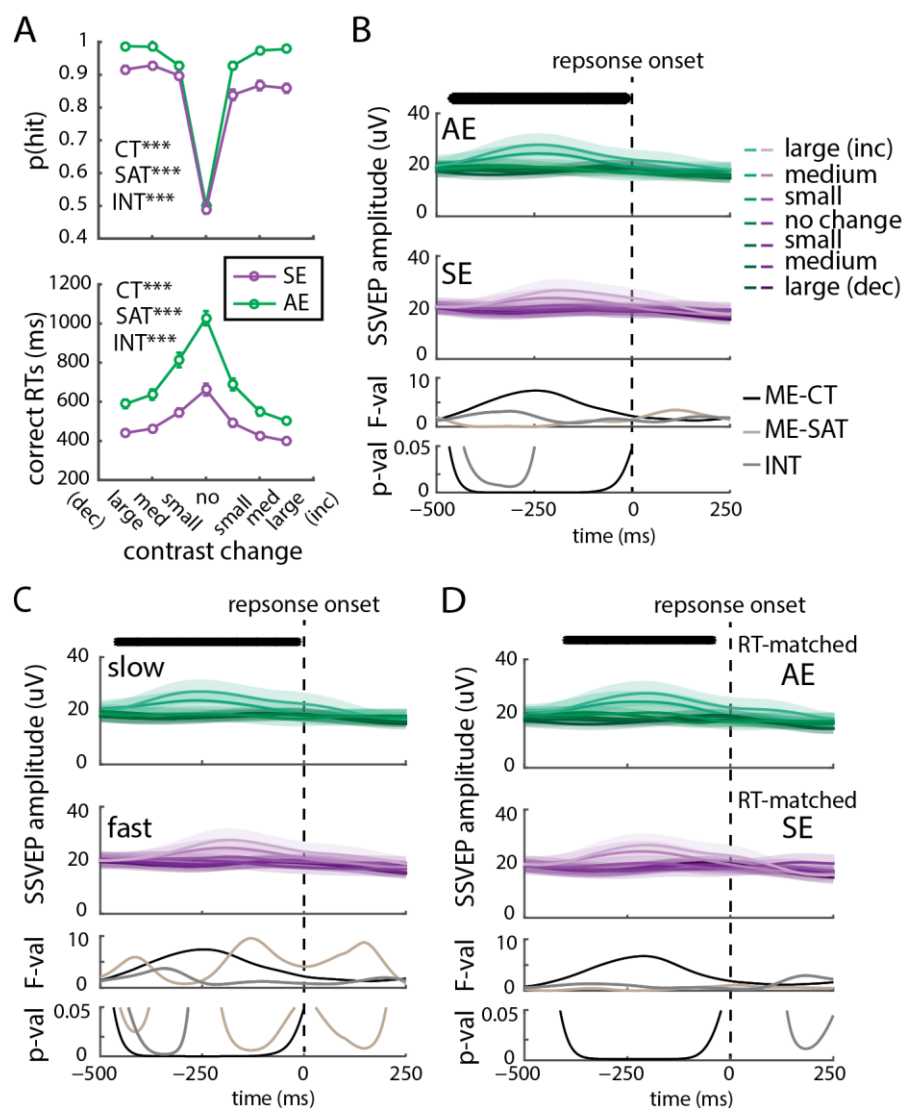 A
p(hit)
1
0.9
0.8
0.7
0.6
0.5
0.4
CT***
SAT***
INT***
correct RTs (ms)
1200
1000
800
600
400
200
CT***
SAT***
INT***
SE
AE
(dec) large med small no small med large (inc)
contrast change
B
repsonse onset
SSVEP amplitude (uV)
AE
40
20
0
SE
40
20
0
F-val
10
0
p-val
0.05
0
−500 −250 0 250
time (ms)
large (inc)
medium
small
no change
small
medium
large (dec)
ME-CT
ME-SAT
INT
C
repsonse onset
SSVEP amplitude (uV)
slow
40
20
0
fast
40
20
0
F-val
10
0
p-val
0.05
0
−500 −250 0 250
time (ms)
D
repsonse onset
SSVEP amplitude (uV)
RT-matched
AE
40
20
0
RT-matched
SE
40
20
0
F-val
10
0
p-val
0.05
0
−500 −250 0 250
time (ms)